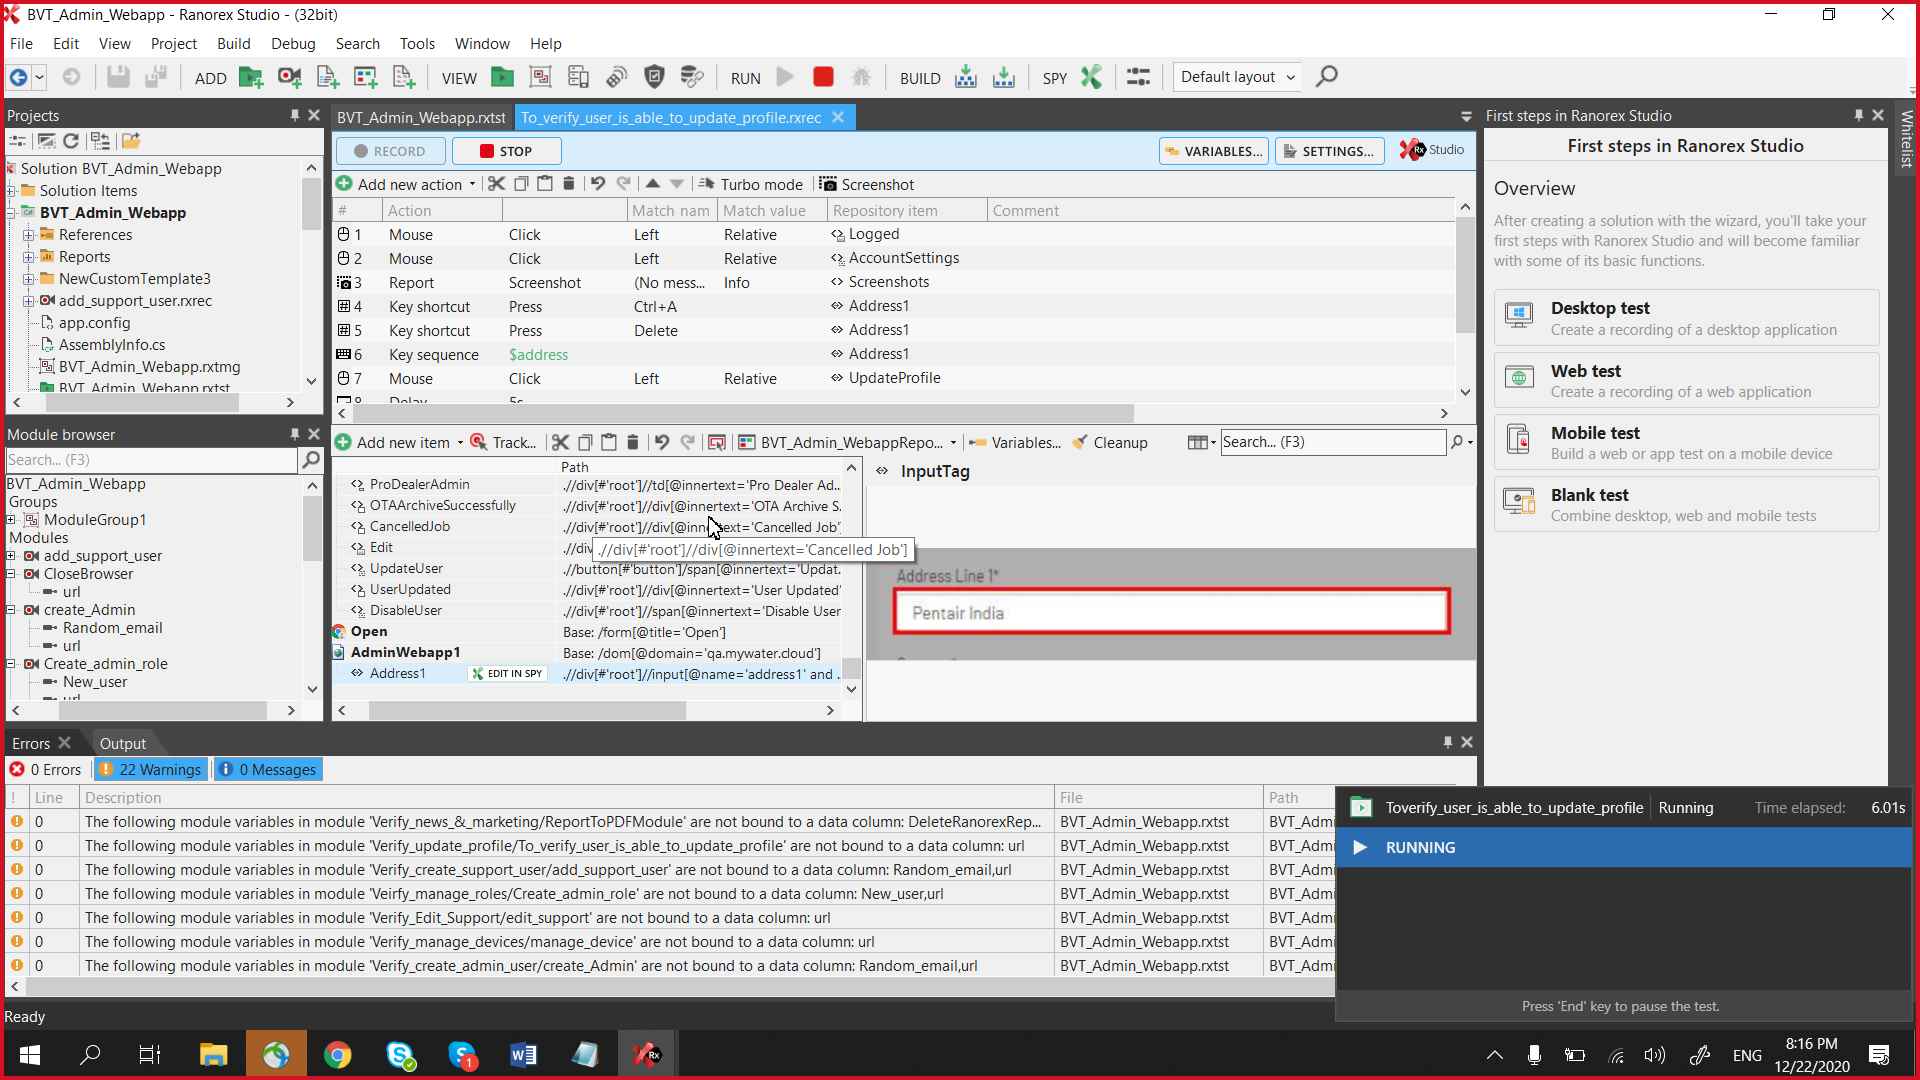 BVT_Admin_Webapp - Ranorex Studio - (32bit)
File Edit View Project Build Debug Search Tools Window Help
ADD VIEW RUN BUILD SPY Default layout
Projects
Solution BVT_Admin_Webapp
Solution Items
BVT_Admin_Webapp
References
Reports
NewCustomTemplate3
add_support_user.rxrec
app.config
AssemblyInfo.cs
BVT_Admin_Webapp.rxtmg
BVT_Admin_Webapp.rxtst
Module browser
Search... (F3)
BVT_Admin_Webapp
Groups
ModuleGroup1
Modules
add_support_user
CloseBrowser
url
create_Admin
Random_email
url
Create_admin_role
New_user
url
BVT_Admin_Webapp.rxtst To_verify_user_is_able_to_update_profile.rxrec
RECORD STOP VARIABLES... SETTINGS... Rx Studio
Add new action Turbo mode Screenshot
# Action Match nam Match value Repository item Comment
1 Mouse Click Left Relative Logged
2 Mouse Click Left Relative AccountSettings
3 Report Screenshot (No mess... Info Screenshots
4 Key shortcut Press Ctrl+A Address1
5 Key shortcut Press Delete Address1
6 Key sequence $address Address1
7 Mouse Click Left Relative UpdateProfile
8 Delay 5s
Add new item Track... BVT_Admin_WebappRepo... Variables... Cleanup Search... (F3)
Path
ProDealerAdmin .//div[#'root']//td[@innertext='Pro Dealer Ad...
OTAArchiveSuccessfully .//div[#'root']//div[@innertext='OTA Archive S...
CancelledJob .//div[#'root']//div[@innertext='Cancelled Job'
Edit .//div
.//div[#'root']//div[@innertext='Cancelled Job']
UpdateUser .//button[#'button']/span[@innertext='Updat...
UserUpdated .//div[#'root']//div[@innertext='User Updated'
DisableUser .//div[#'root']//span[@innertext='Disable User
Open Base: /form[@title='Open']
AdminWebapp1 Base: /dom[@domain='qa.mywater.cloud']
Address1 EDIT IN SPY .//div[#'root']//input[@name='address1' and ...
InputTag
Address Line 1*
Pentair India
First steps in Ranorex Studio
First steps in Ranorex Studio
Overview
After creating a solution with the wizard, you'll take your
first steps with Ranorex Studio and will become familiar
with some of its basic functions.
Desktop test
Create a recording of a desktop application
Web test
Create a recording of a web application
Mobile test
Build a web or app test on a mobile device
Blank test
Combine desktop, web and mobile tests
Whitelist
Errors Output
0 Errors 22 Warnings 0 Messages
! Line Description File Path
0 The following module variables in module 'Verify_news_&_marketing/ReportToPDFModule' are not bound to a data column: DeleteRanorexRep... BVT_Admin_Webapp.rxtst BVT_Admi
0 The following module variables in module 'Verify_update_profile/To_verify_user_is_able_to_update_profile' are not bound to a data column: url BVT_Admin_Webapp.rxtst BVT_Admi
0 The following module variables in module 'Verify_create_support_user/add_support_user' are not bound to a data column: Random_email,url BVT_Admin_Webapp.rxtst BVT_Admi
0 The following module variables in module 'Verify_manage_roles/Create_admin_role' are not bound to a data column: New_user,url BVT_Admin_Webapp.rxtst BVT_Admi
0 The following module variables in module 'Verify_Edit_Support/edit_support' are not bound to a data column: url BVT_Admin_Webapp.rxtst BVT_Admi
0 The following module variables in module 'Verify_manage_devices/manage_device' are not bound to a data column: url BVT_Admin_Webapp.rxtst BVT_Admi
0 The following module variables in module 'Verify_create_admin_user/create_Admin' are not bound to a data column: Random_email,url BVT_Admin_Webapp.rxtst BVT_Admi
Toverify_user_is_able_to_update_profile Running Time elapsed: 6.01s
RUNNING
Press 'End' key to pause the test.
Ready
1
Rx
ENG
8:16 PM
12/22/2020